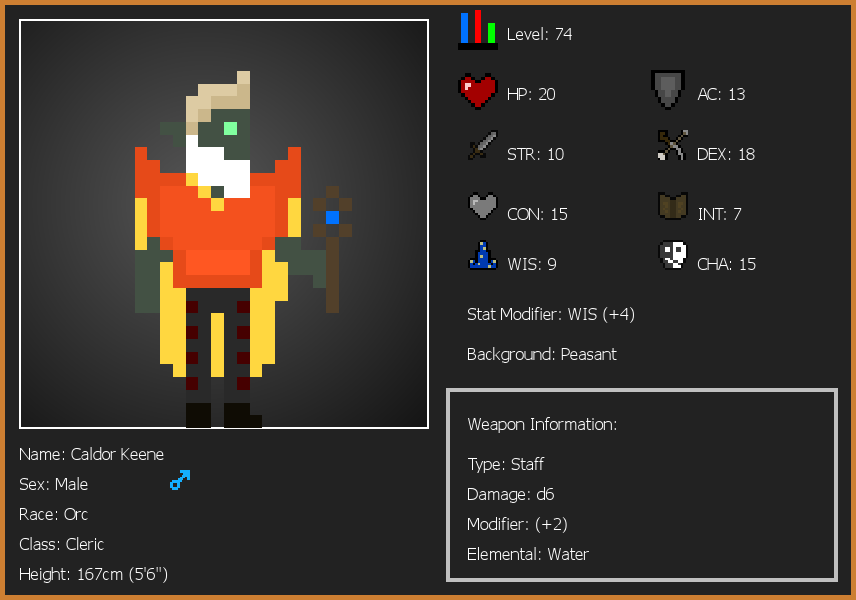 Level: 74
HP: 20
AC: 13
STR: 10
DEX: 18
CON: 15
INT: 7
WIS: 9
CHA: 15
Stat Modifier: WIS (+4)
Background: Peasant
Weapon Information:
Type: Staff
Damage: d6
Modifier: (+2)
Elemental: Water
Name: Caldor Keene
Sex: Male
Race: Orc
Class: Cleric
Height: 167cm (5'6")